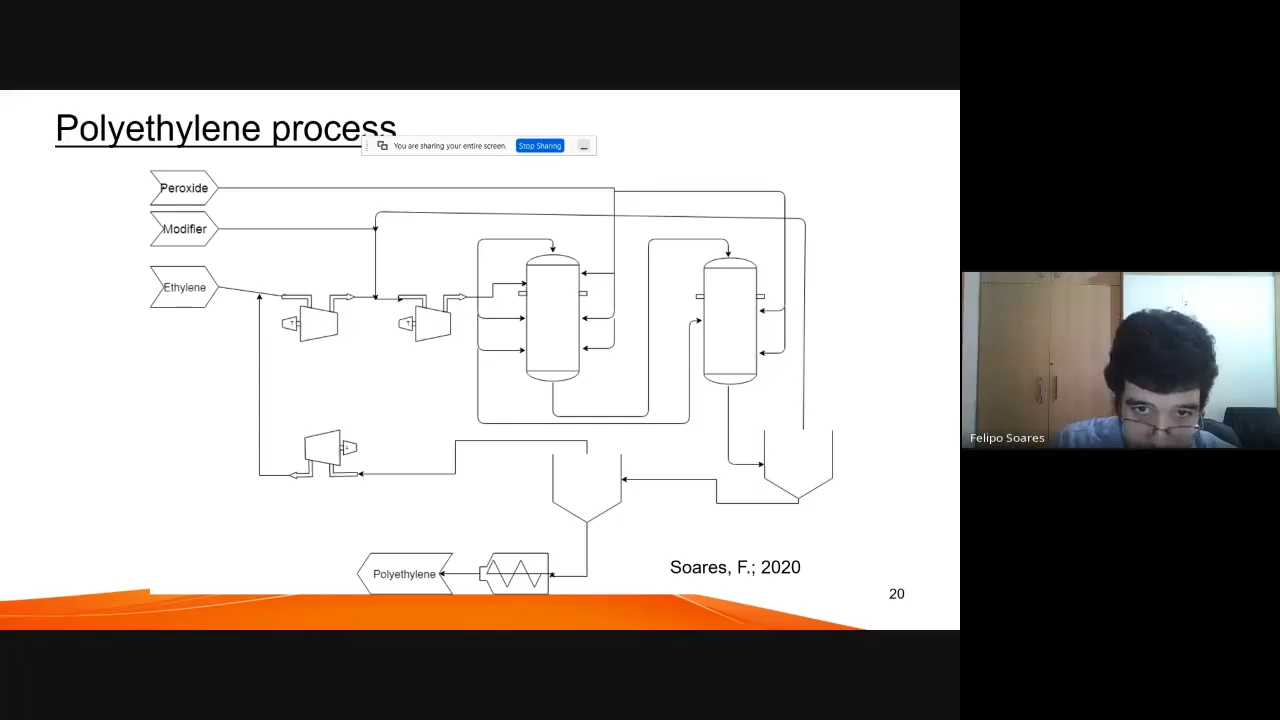 Polyethylene process
You are sharing your entire screen.
Stop Sharing
Peroxide
Modifier
Ethylene
T
T
T
Felipo Soares
Polyethylene
Soares, F.; 2020
20